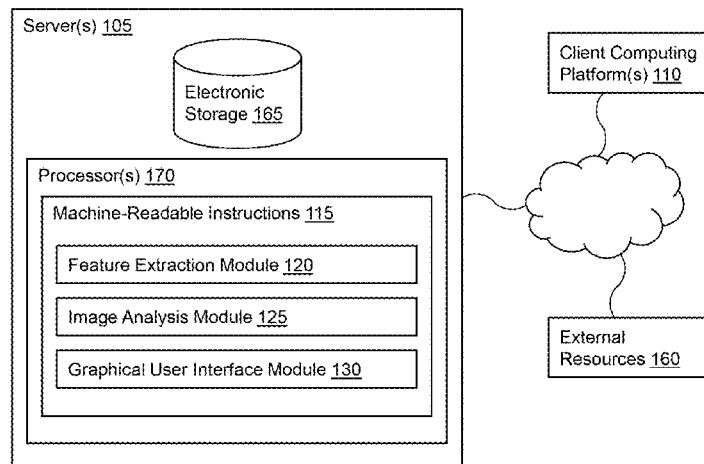 Server(s) 105
Electronic
Storage 165
Processor(s) 170
Machine-Readable Instructions 115
Feature Extraction Module 120
Image Analysis Module 125
Graphical User Interface Module 130
Client Computing
Platform(s) 110
External
Resources 160